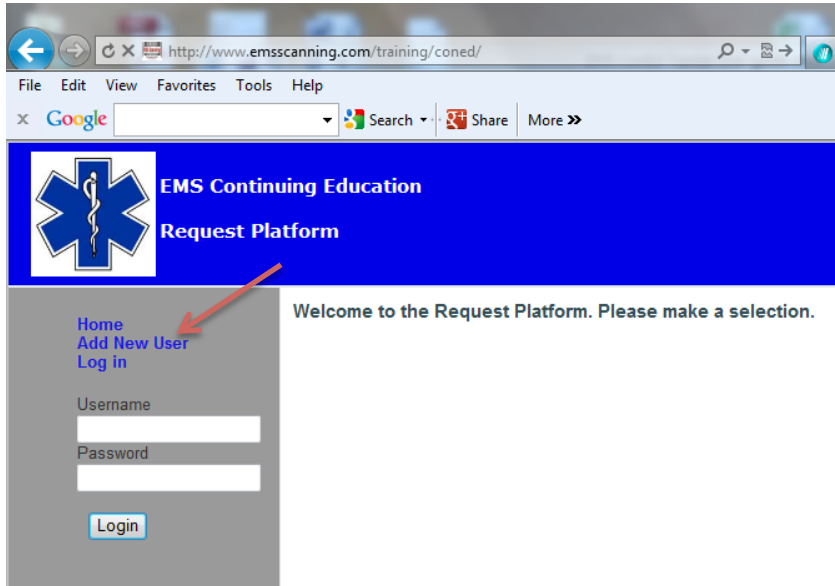 http://www.emsscanning.com/training/coned/
File Edit View Favorites Tools Help
x Google Search Share More »
EMS Continuing Education
Request Platform
Home
Add New User
Log in
Username
Password
Login
Welcome to the Request Platform. Please make a selection.